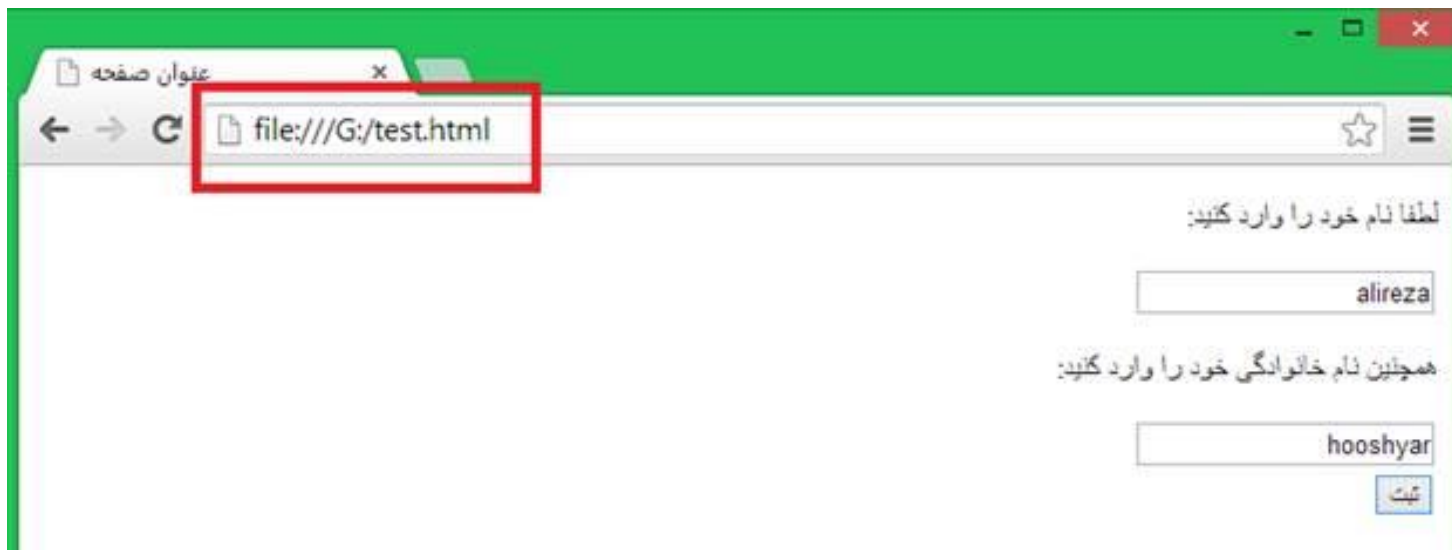 عنوان صفحه
file:///G:/test.html
لطفا نام خود را وارد کنید:
alireza
همچنین نام خانوادگی خود را وارد کنید:
hooshyar
ثبت